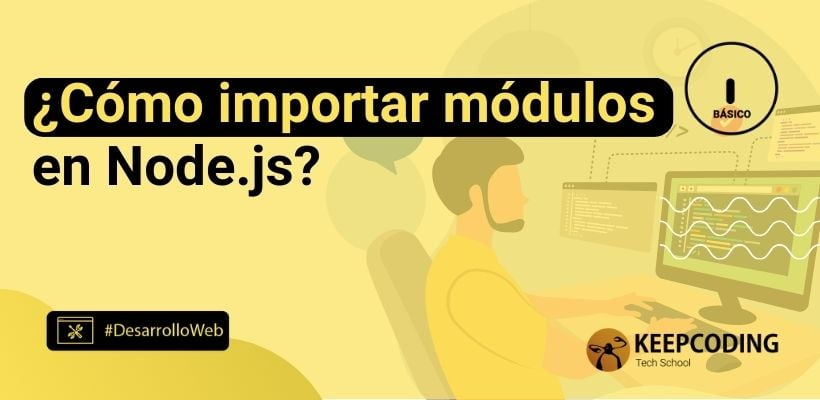 ¿Cómo importar módulos
en Node.js?
BÁSICO
#DesarrolloWeb
KEEPCODING
Tech School